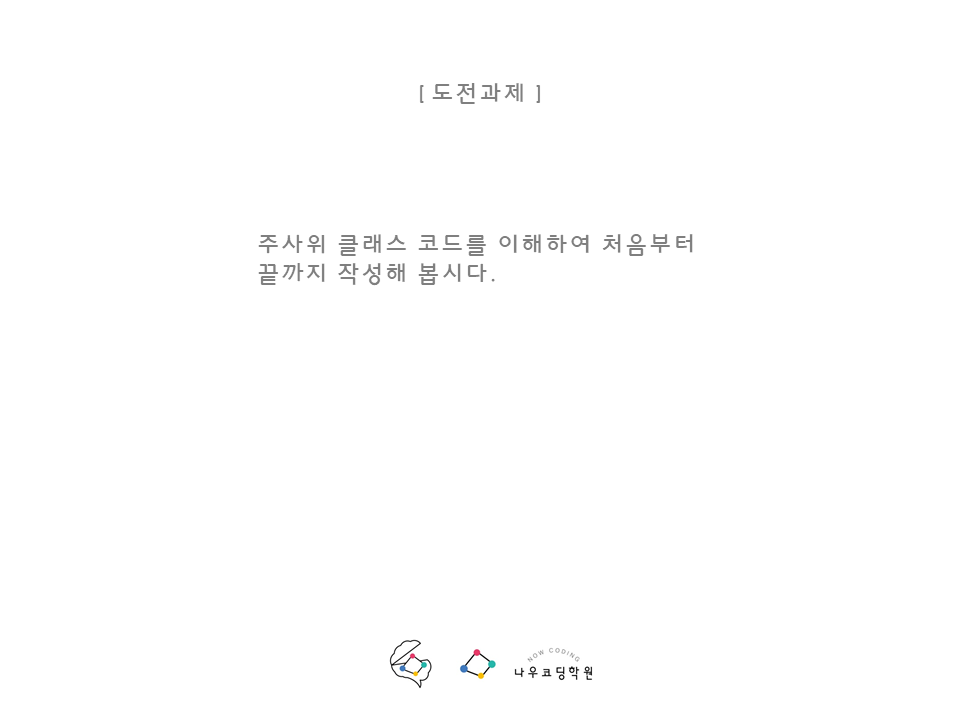 [ 도전과제 ]
주사위 클래스 코드를 이해하여 처음부터
끝까지 작성해 봅시다.
NOW CODING
나우코딩학원